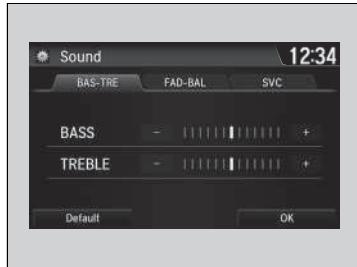 Sound 12:34
BAS-TRE FAD-BAL SVC
BASS - +
TREBLE - +
Default OK